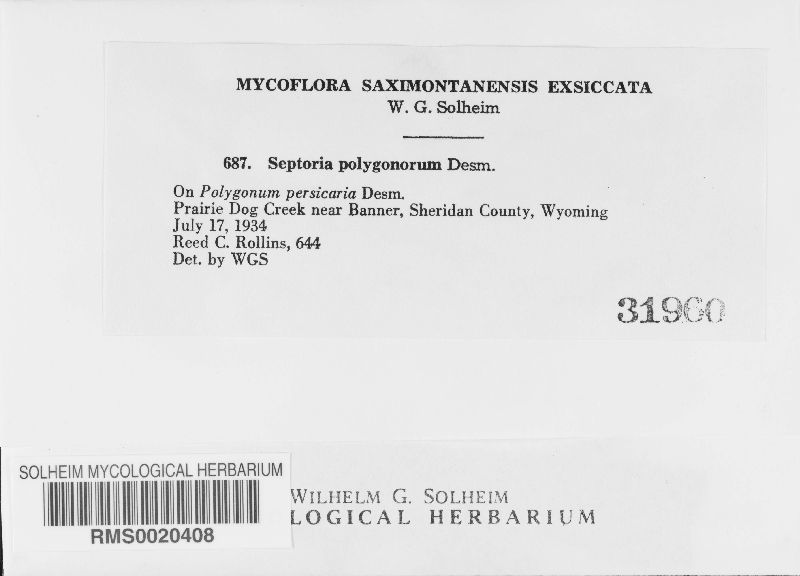 MYCOFLORA SAXIMONTANENSIS EXSICCATA
W. G. Solheim
687. Septoria polygonorum Desm.
On Polygonum persicaria Desm.
Prairie Dog Creek near Banner, Sheridan County, Wyoming
July 17, 1934
Reed C. Rollins, 644
Det. by WGS
31960
SOLHEIM MYCOLOGICAL HERBARIUM
RMS0020408
WILHELM G. SOLHEIM
LOGICAL HERBARIUM